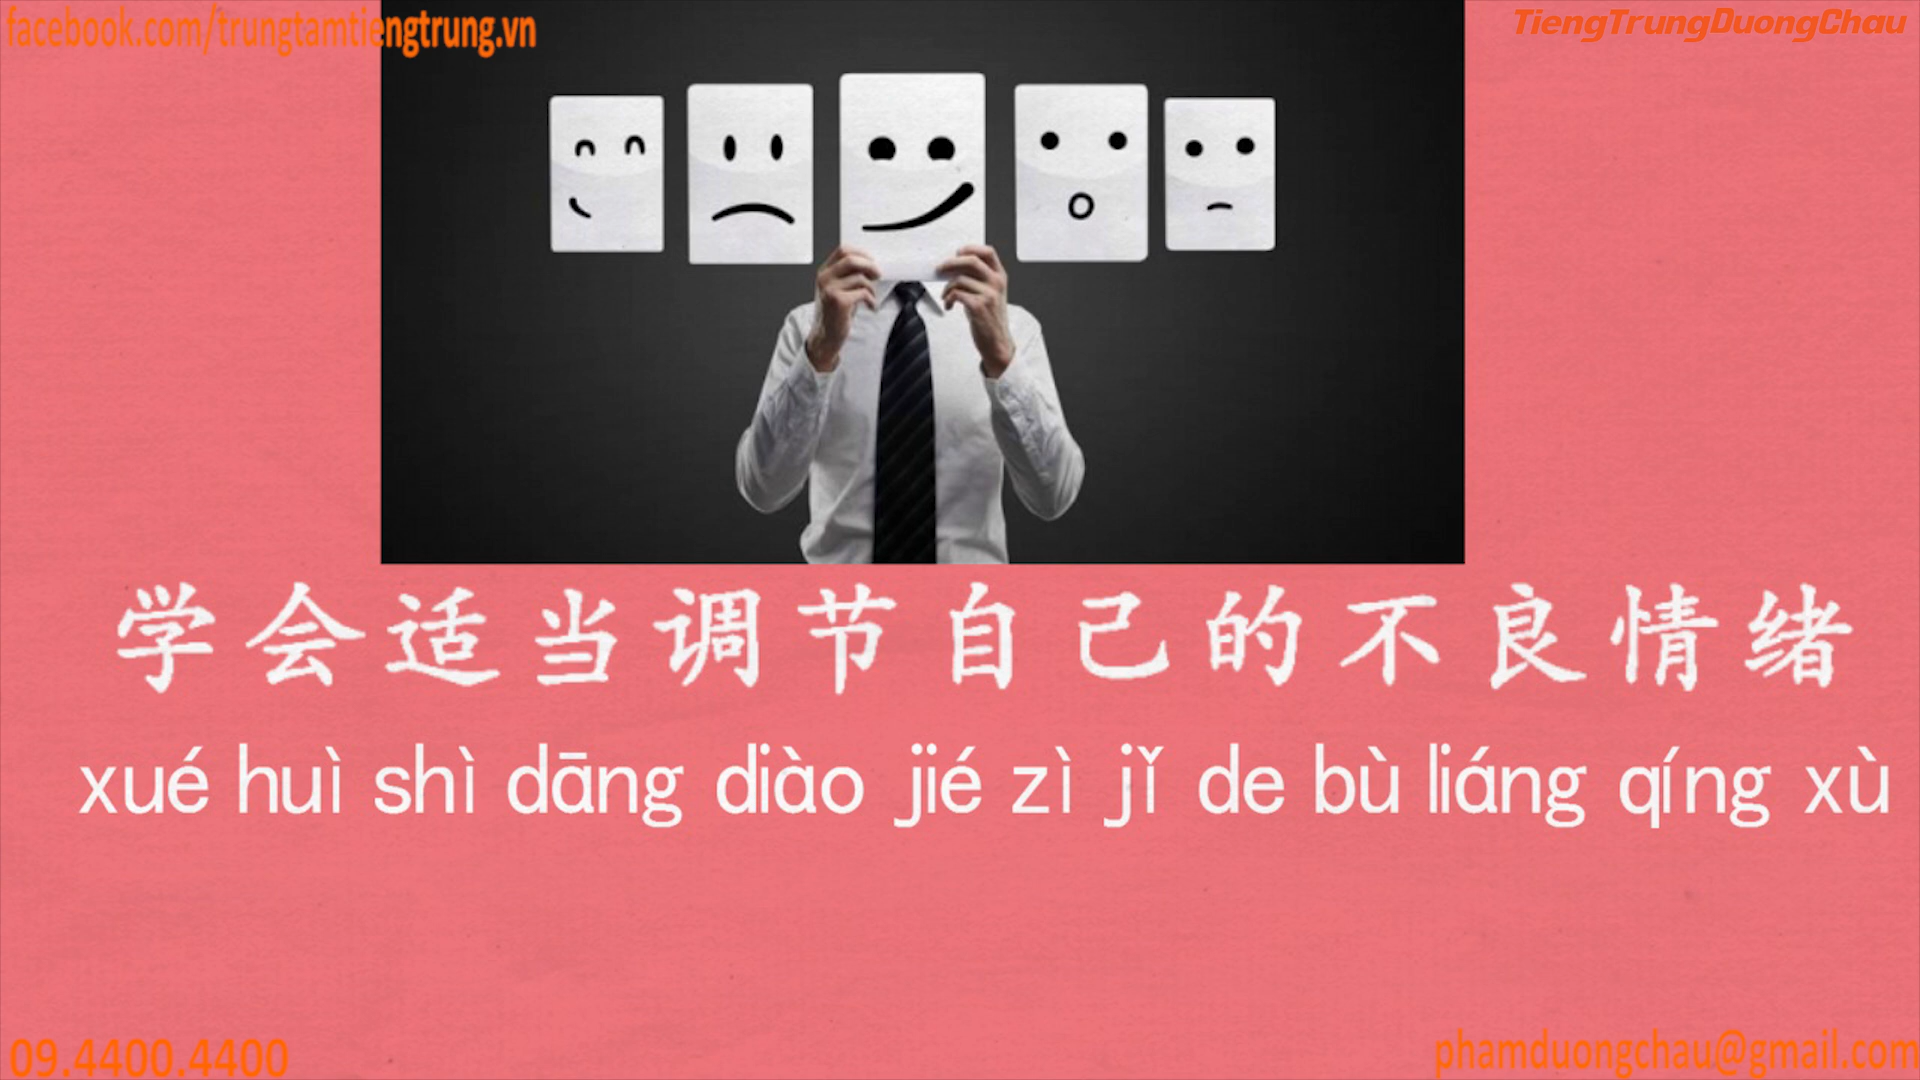 facebook.com/trungtamtiengtrung.vn
TiengTrungDuongChau
学会适当调节自己的不良情绪
xué huì shì dāng diào jié zì jǐ de bù liáng qíng xù
09.4400.4400
phamduongchau@gmail.com